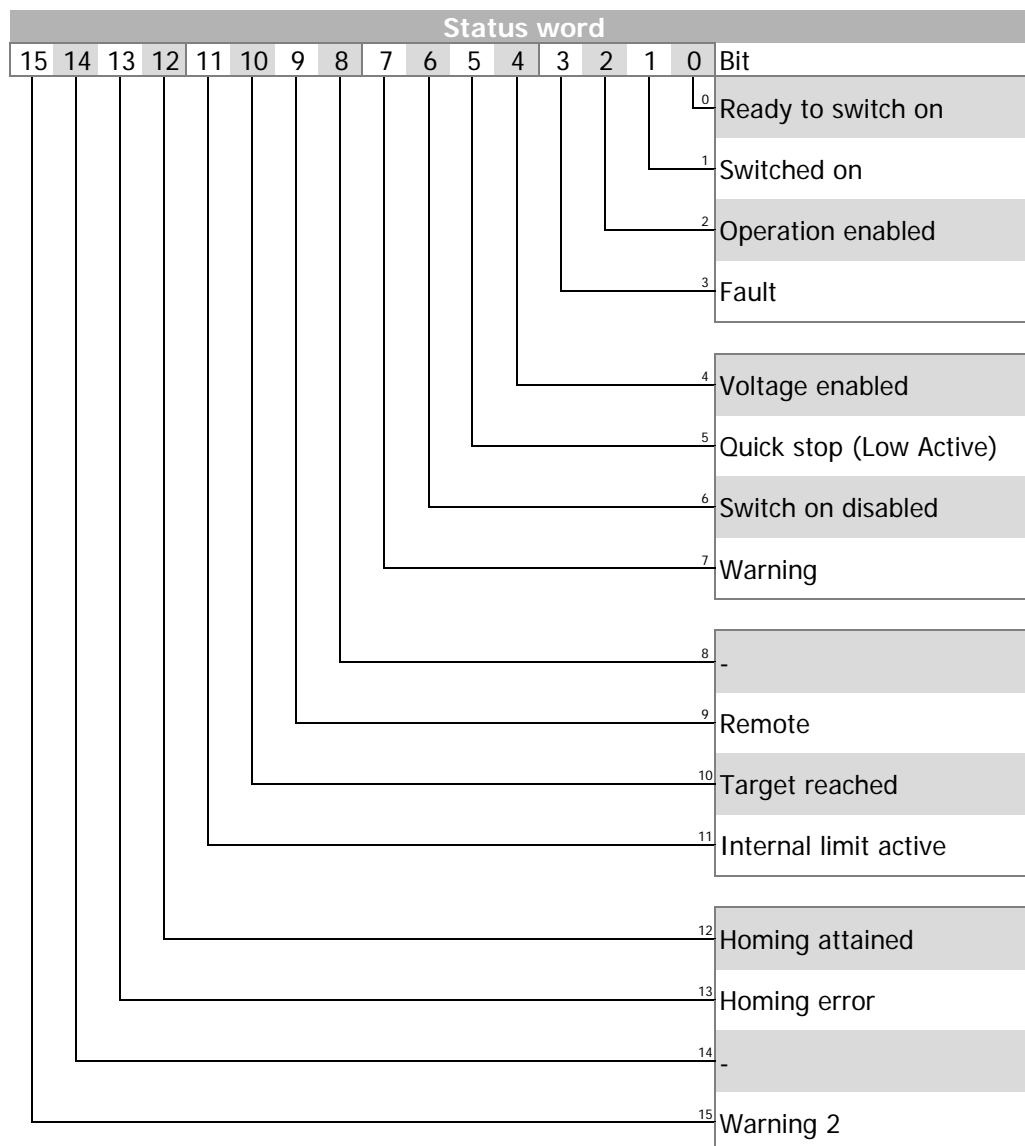 Status word
15 14 13 12 11 10 9 8 7 6 5 4 3 2 1 0 Bit
0 Ready to switch on
1 Switched on
2 Operation enabled
3 Fault
4 Voltage enabled
5 Quick stop (Low Active)
6 Switch on disabled
7 Warning
8 -
9 Remote
10 Target reached
11 Internal limit active
12 Homing attained
13 Homing error
14 -
15 Warning 2